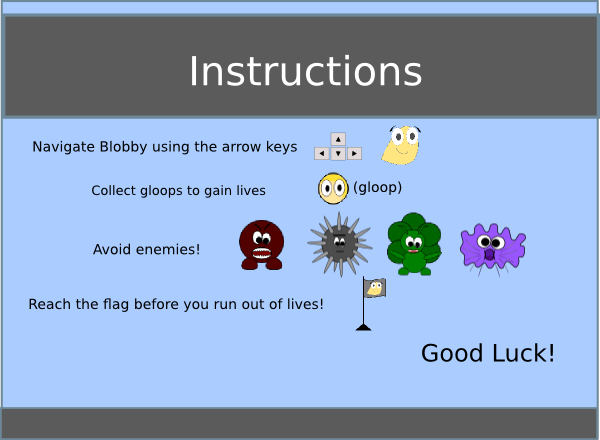 Instructions
Navigate Blobby using the arrow keys
Collect gloops to gain lives
(gloop)
Avoid enemies!
Reach the flag before you run out of lives!
Good Luck!